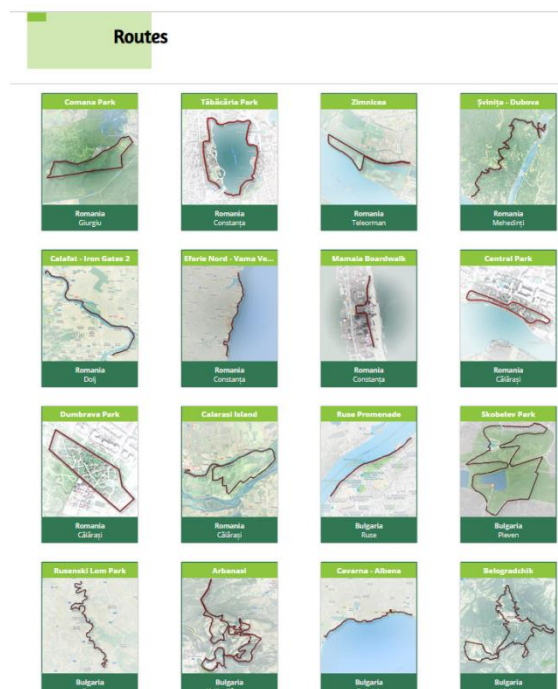 Routes
Comana Park
Tăbăcăria Park
Zimnicea
Șvinița - Dubova
Romania
Giurgiu
Romania
Constanța
Romania
Teleorman
Romania
Mehedinți
Calafat - Iron Gates 2
Eforie Nord - Vama Ve...
Mamaia Boardwalk
Central Park
Romania
Dolj
Romania
Constanța
Romania
Constanța
Romania
Călărași
Dumbrava Park
Calarasi Island
Ruse Promenade
Skobelev Park
Romania
Călărași
Romania
Călărași
Bulgaria
Ruse
Bulgaria
Pleven
Rusenski Lom Park
Arbanasi
Cavarna - Albena
Belogradchik
Bulgaria
Bulgaria
Bulgaria
Bulgaria